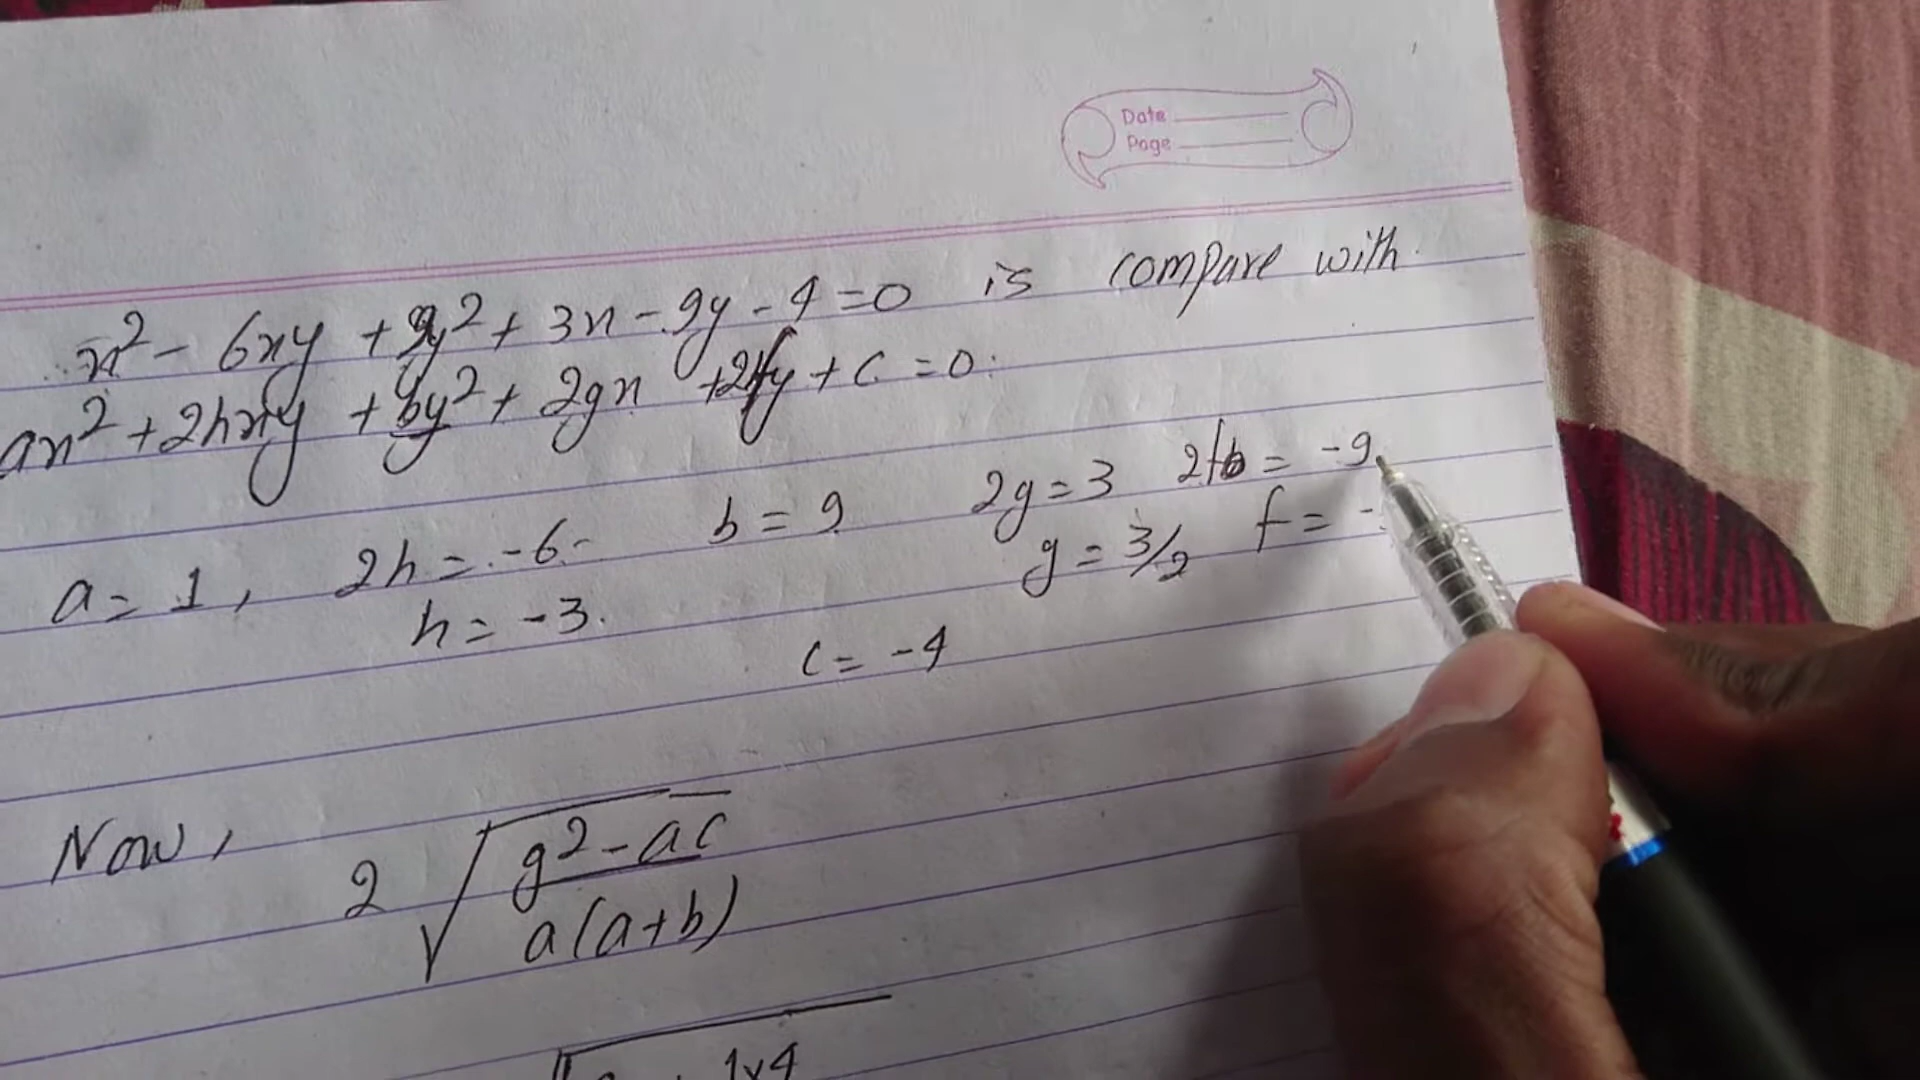 Date
Page
x² - 6xy + 9y² + 3x - 9y - 4 = 0 is compare with.
ax² + 2hxy + by² + 2gx + 2fy + c = 0.
a = 1, 2h = -6 b = 9 2g = 3 2f = -9
h = -3. g = 3/2 f = -
c = -4
Now, 2 √(g² - ac / a(a+b))
1x4